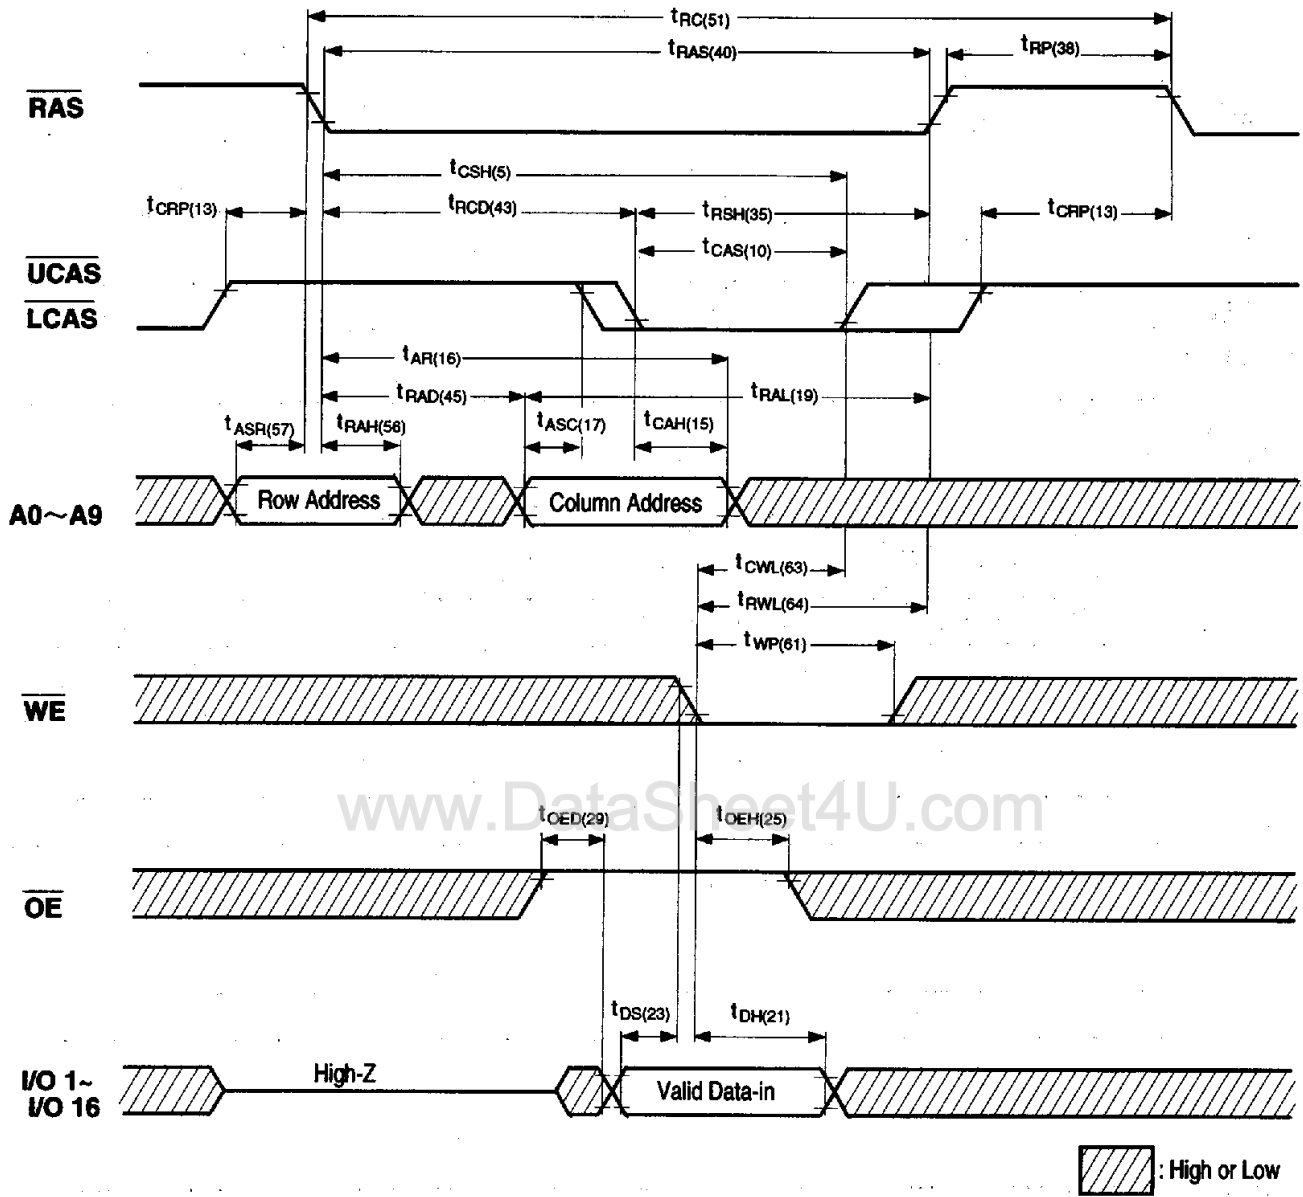 tRC(51)
tRAS(40)
tRP(38)
RAS
tCSH(5)
tCRP(13)
tRCD(43)
tRSH(35)
tCRP(13)
tCAS(10)
UCAS
LCAS
tAR(16)
tRAD(45)
tRAL(19)
tASR(57)
tRAH(56)
tASC(17)
tCAH(15)
A0~A9
Row Address
Column Address
tCWL(63)
tRWL(64)
tWP(61)
WE
www.DataSheet4U.com
tOED(29)
tOEH(25)
OE
tDS(23)
tDH(21)
I/O 1~
I/O 16
High-Z
Valid Data-in
: High or Low